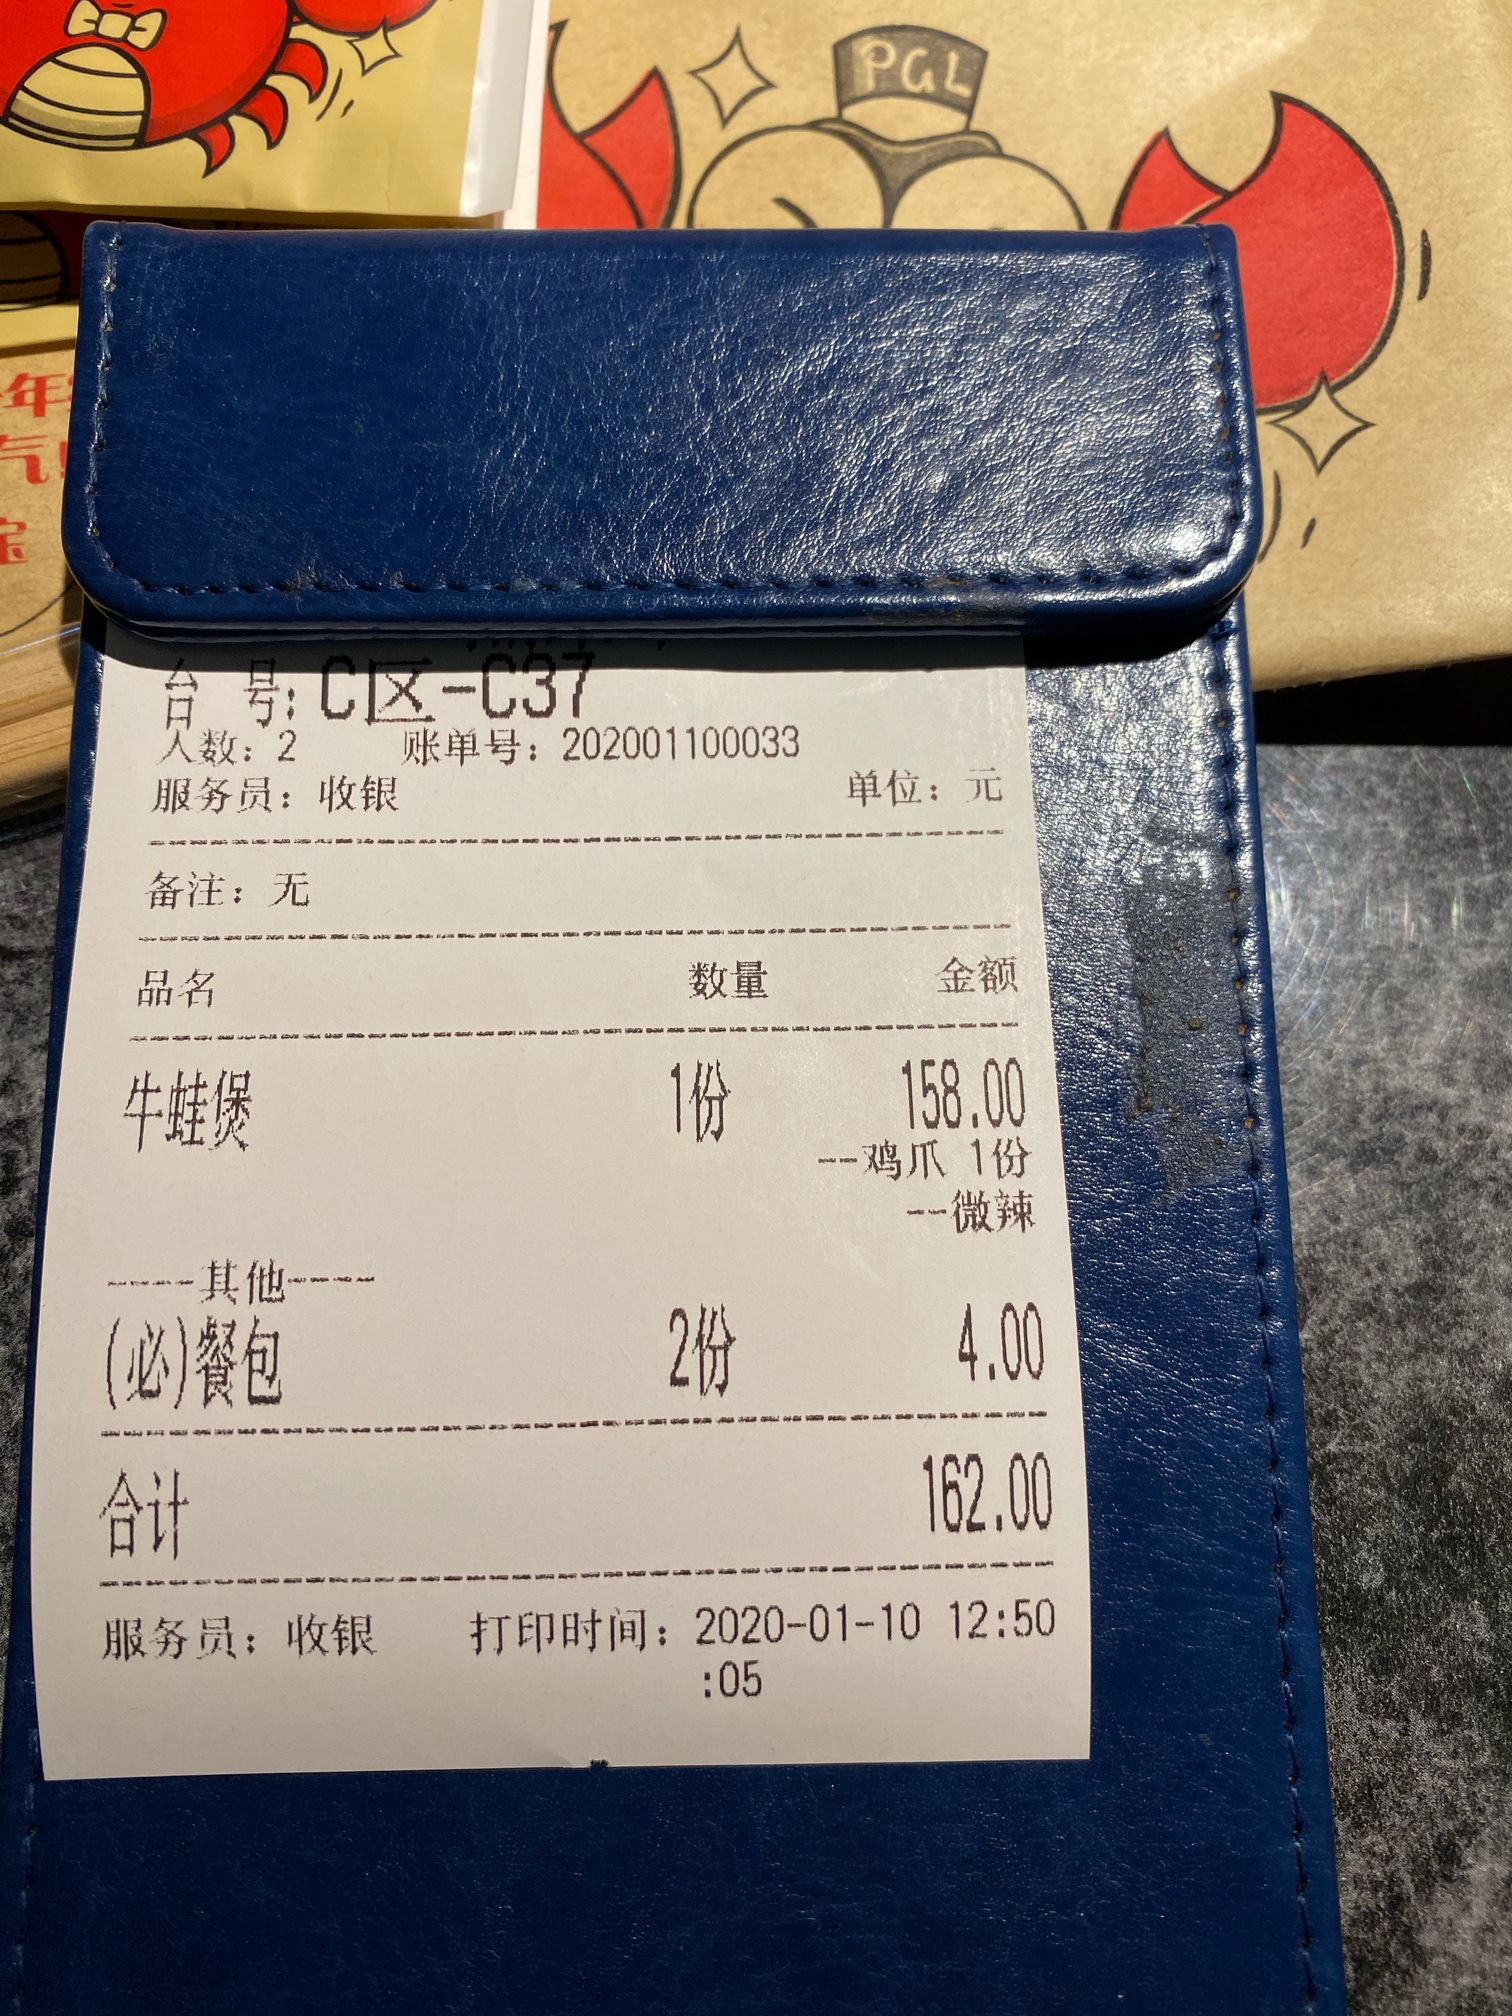 PGL
年
气
宝
台 号: C区-C37
人数: 2 账单号: 202001100033
服务员: 收银 单位: 元
备注: 无
品名 数量 金额
牛蛙煲 1份 158.00
--鸡爪 1份
--微辣
----其他----
(必)餐包 2份 4.00
合计 162.00
服务员: 收银 打印时间: 2020-01-10 12:50
:05